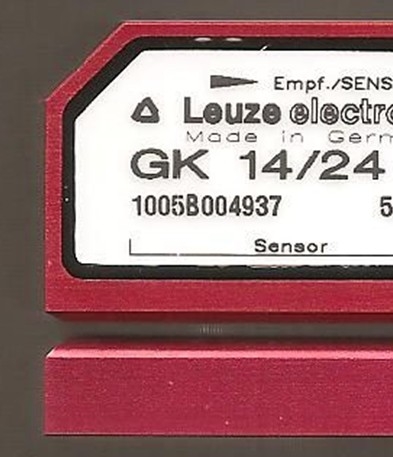 Empf./SENS
Leuze electro
Made in Germ
GK 14/24
1005B004937 5
Sensor